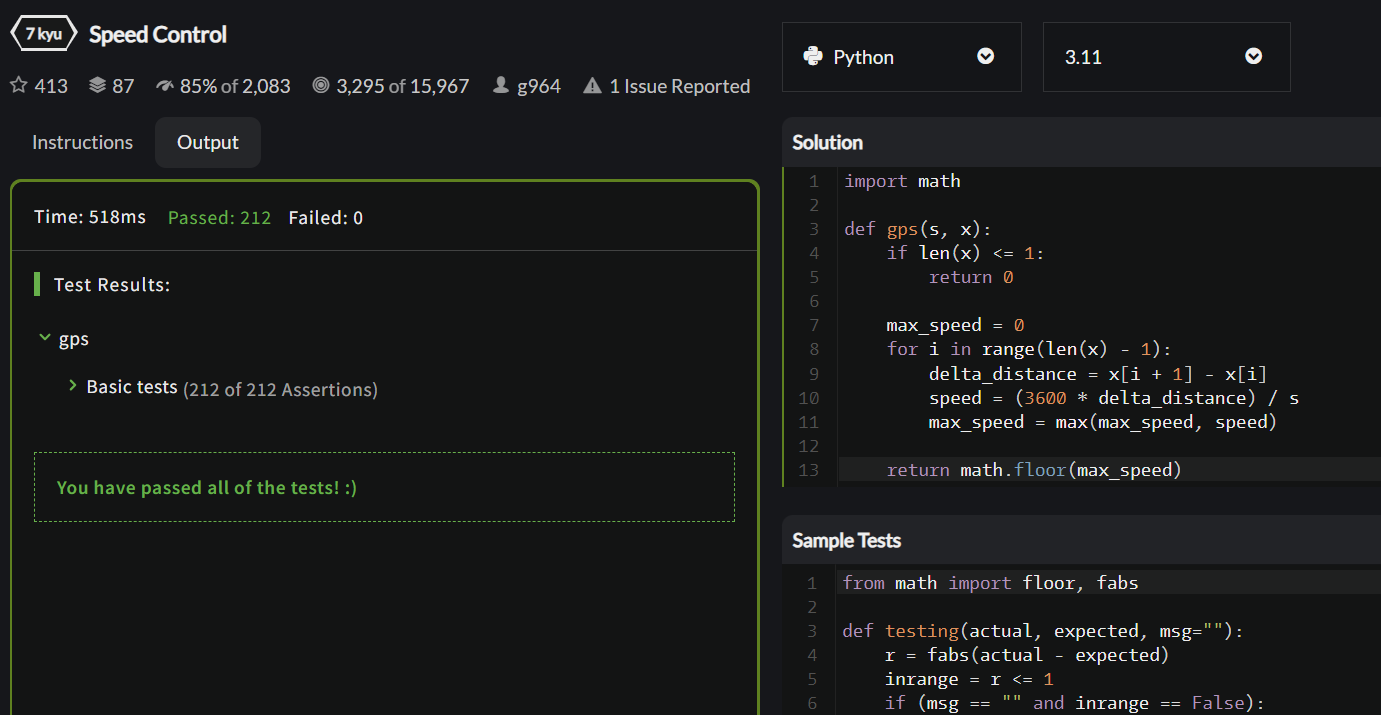 7 kyu Speed Control
413 87 85% of 2,083 3,295 of 15,967 g964 1 Issue Reported
Instructions Output
Time: 518ms Passed: 212 Failed: 0
Test Results:
gps
Basic tests (212 of 212 Assertions)
You have passed all of the tests! :)
Python 3.11
Solution
1 import math
2
3 def gps(s, x):
4     if len(x) <= 1:
5         return 0
6
7     max_speed = 0
8     for i in range(len(x) - 1):
9         delta_distance = x[i + 1] - x[i]
10         speed = (3600 * delta_distance) / s
11         max_speed = max(max_speed, speed)
12
13     return math.floor(max_speed)
Sample Tests
1 from math import floor, fabs
2
3 def testing(actual, expected, msg=""):
4     r = fabs(actual - expected)
5     inrange = r <= 1
6     if (msg == "" and inrange == False):